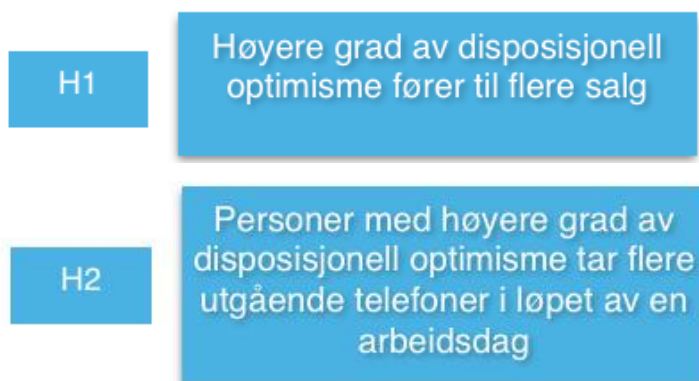 H1
Høyere grad av disposisjonell
optimisme fører til flere salg
H2
Personer med høyere grad av
disposisjonell optimisme tar flere
utgående telefoner i løpet av en
arbeidsdag